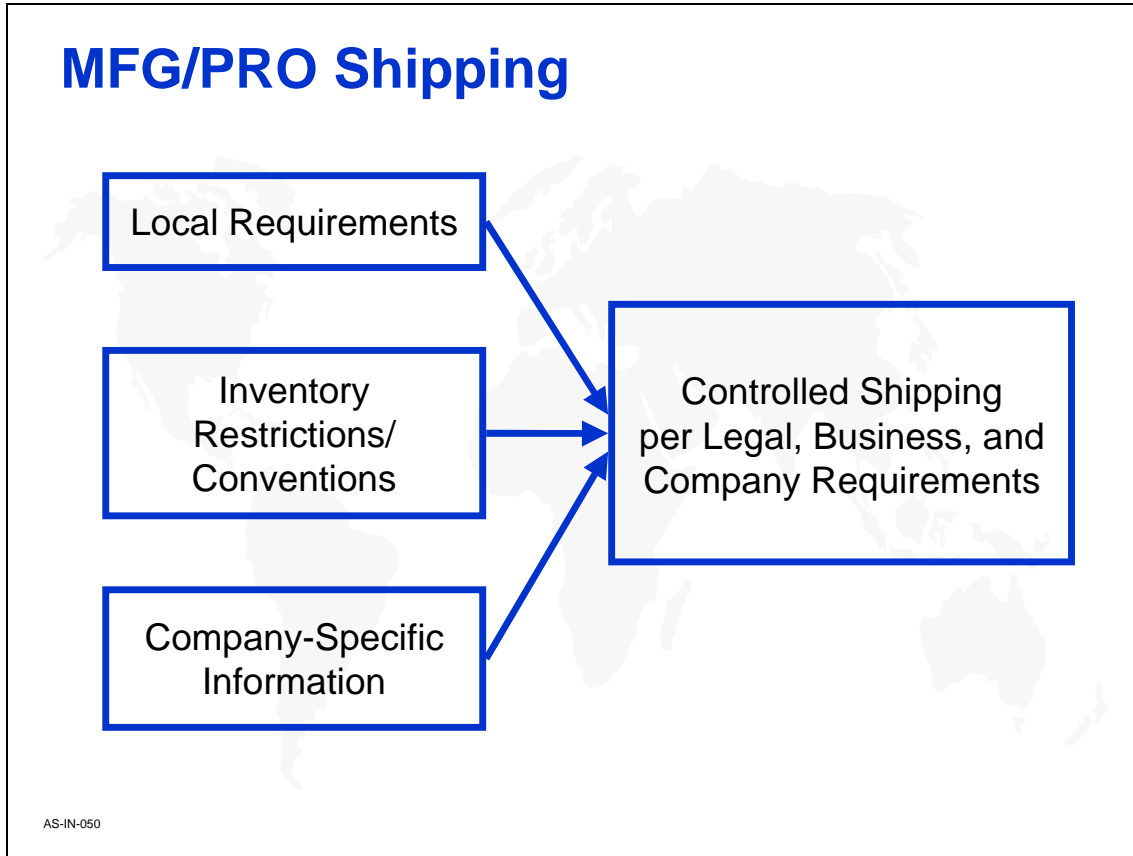 MFG/PRO Shipping
Local Requirements
Inventory
Restrictions/
Conventions
Company-Specific
Information
Controlled Shipping
per Legal, Business, and
Company Requirements
AS-IN-050